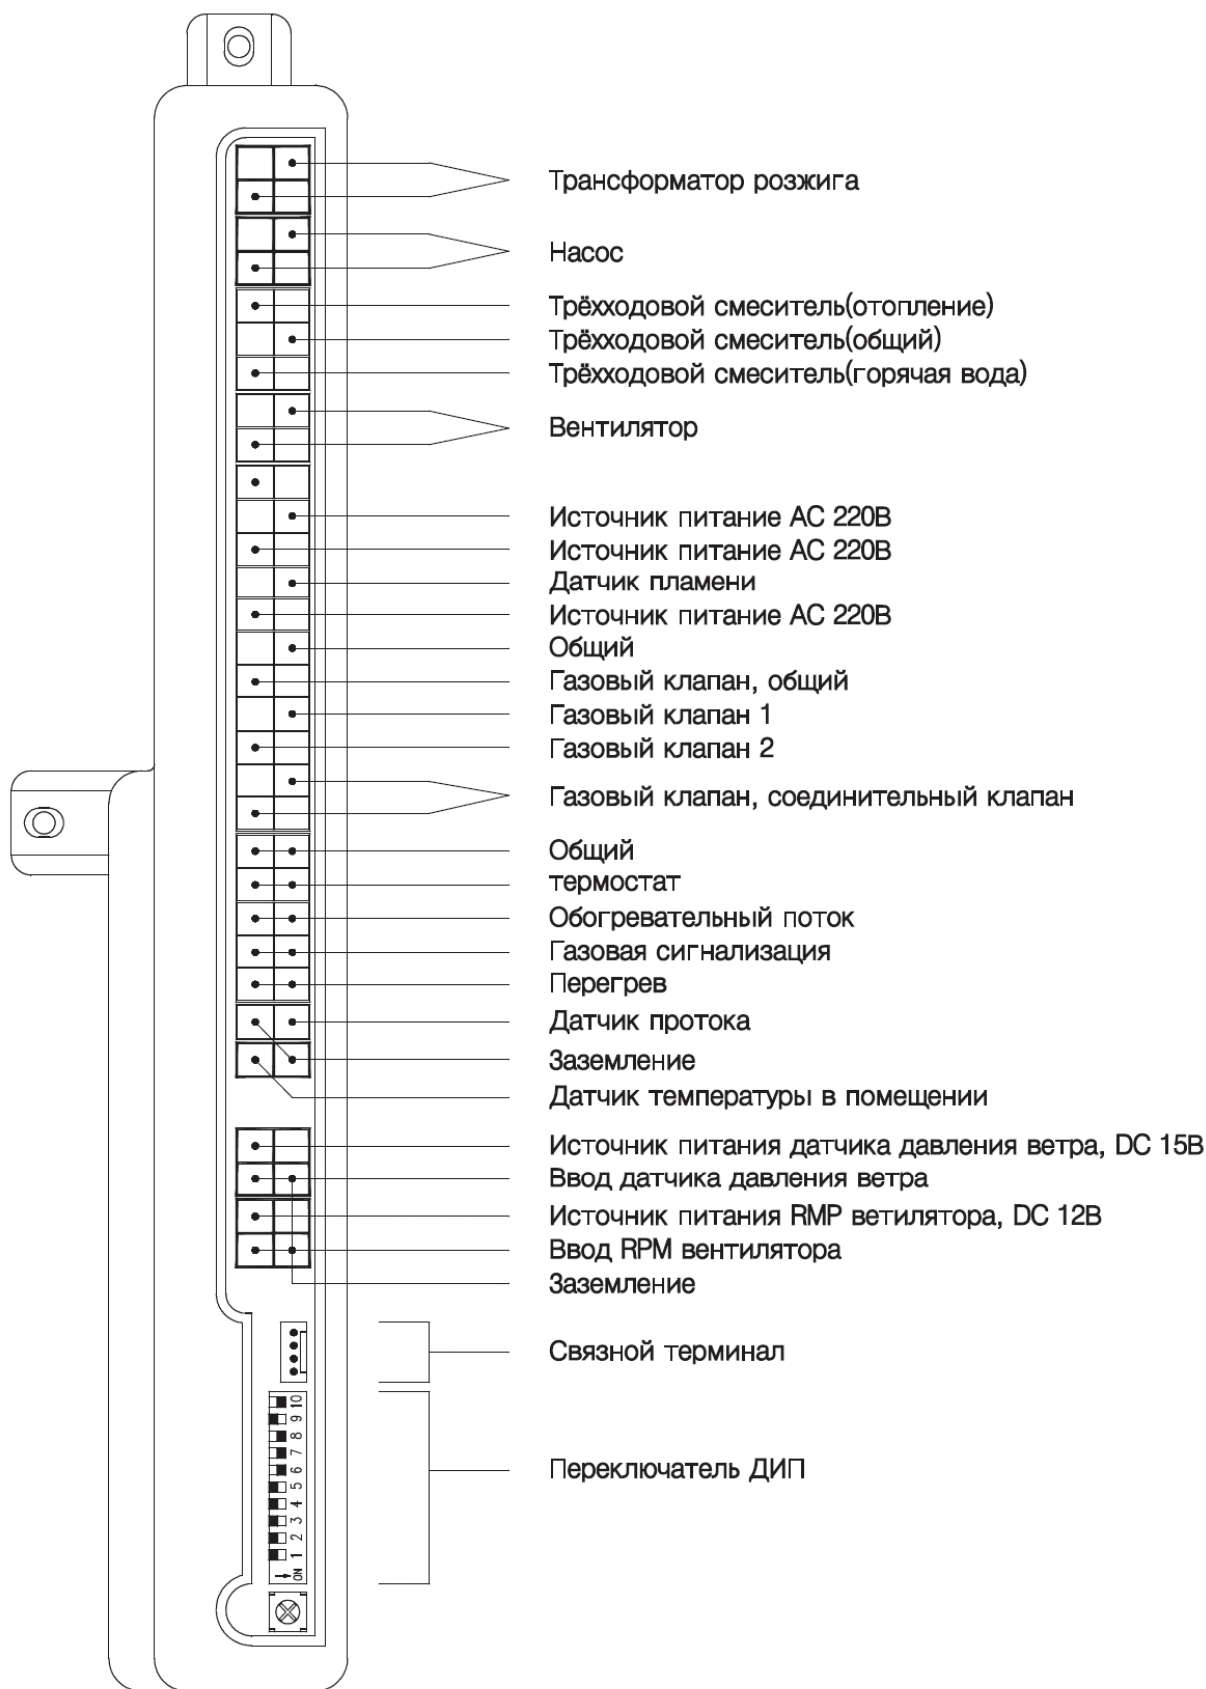 Трансформатор розжига
Насос
Трёхходовой смеситель(отопление)
Трёхходовой смеситель(общий)
Трёхходовой смеситель(горячая вода)
Вентилятор
Источник питание АС 220В
Источник питание АС 220В
Датчик пламени
Источник питание АС 220В
Общий
Газовый клапан, общий
Газовый клапан 1
Газовый клапан 2
Газовый клапан, соединительный клапан
Общий
термостат
Обогревательный поток
Газовая сигнализация
Перегрев
Датчик протока
Заземление
Датчик температуры в помещении
Источник питания датчика давления ветра, DC 15В
Ввод датчика давления ветра
Источник питания RMP ветилятора, DC 12В
Ввод RPM вентилятора
Заземление
Связной терминал
10
9
8
7
6
5
4
3
2
1
ON
Переключатель ДИП